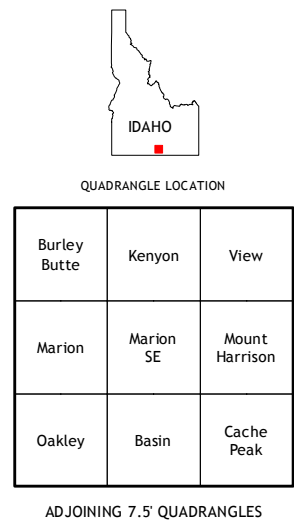 IDAHO
QUADRANGLE LOCATION
Burley
Butte
Kenyon
View
Marion
Marion
SE
Mount
Harrison
Oakley
Basin
Cache
Peak
ADJOINING 7.5' QUADRANGLES